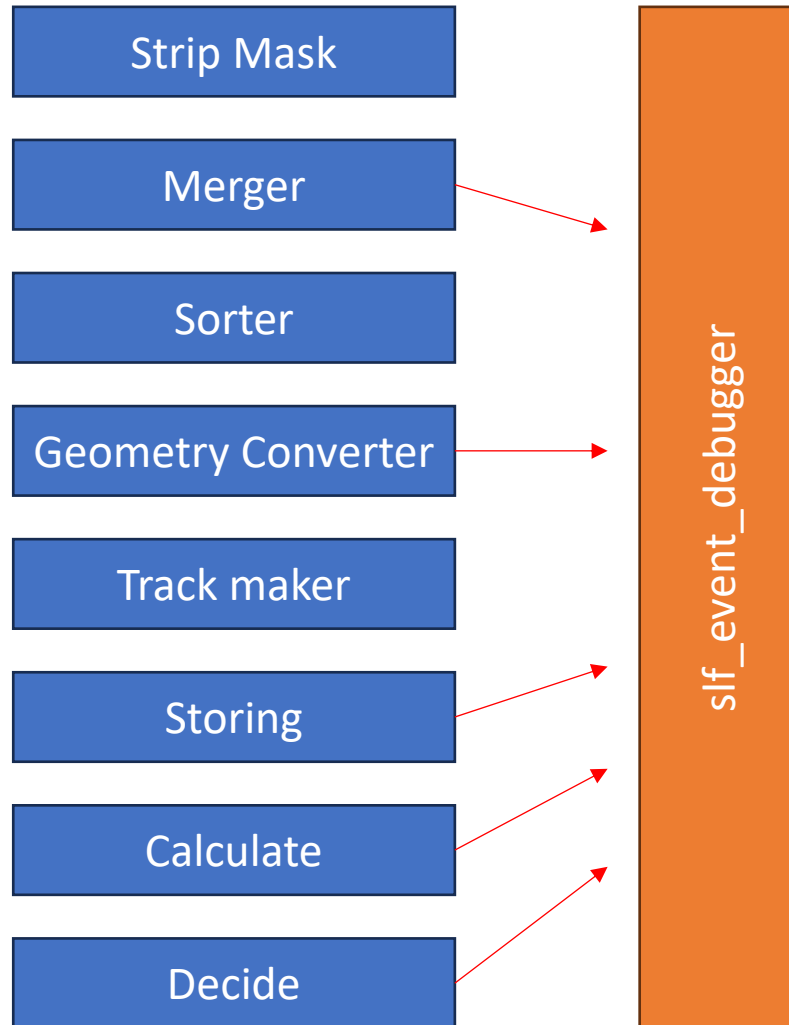 Strip Mask
Merger
Sorter
Geometry Converter
Track maker
Storing
Calculate
Decide
slf_event_debugger